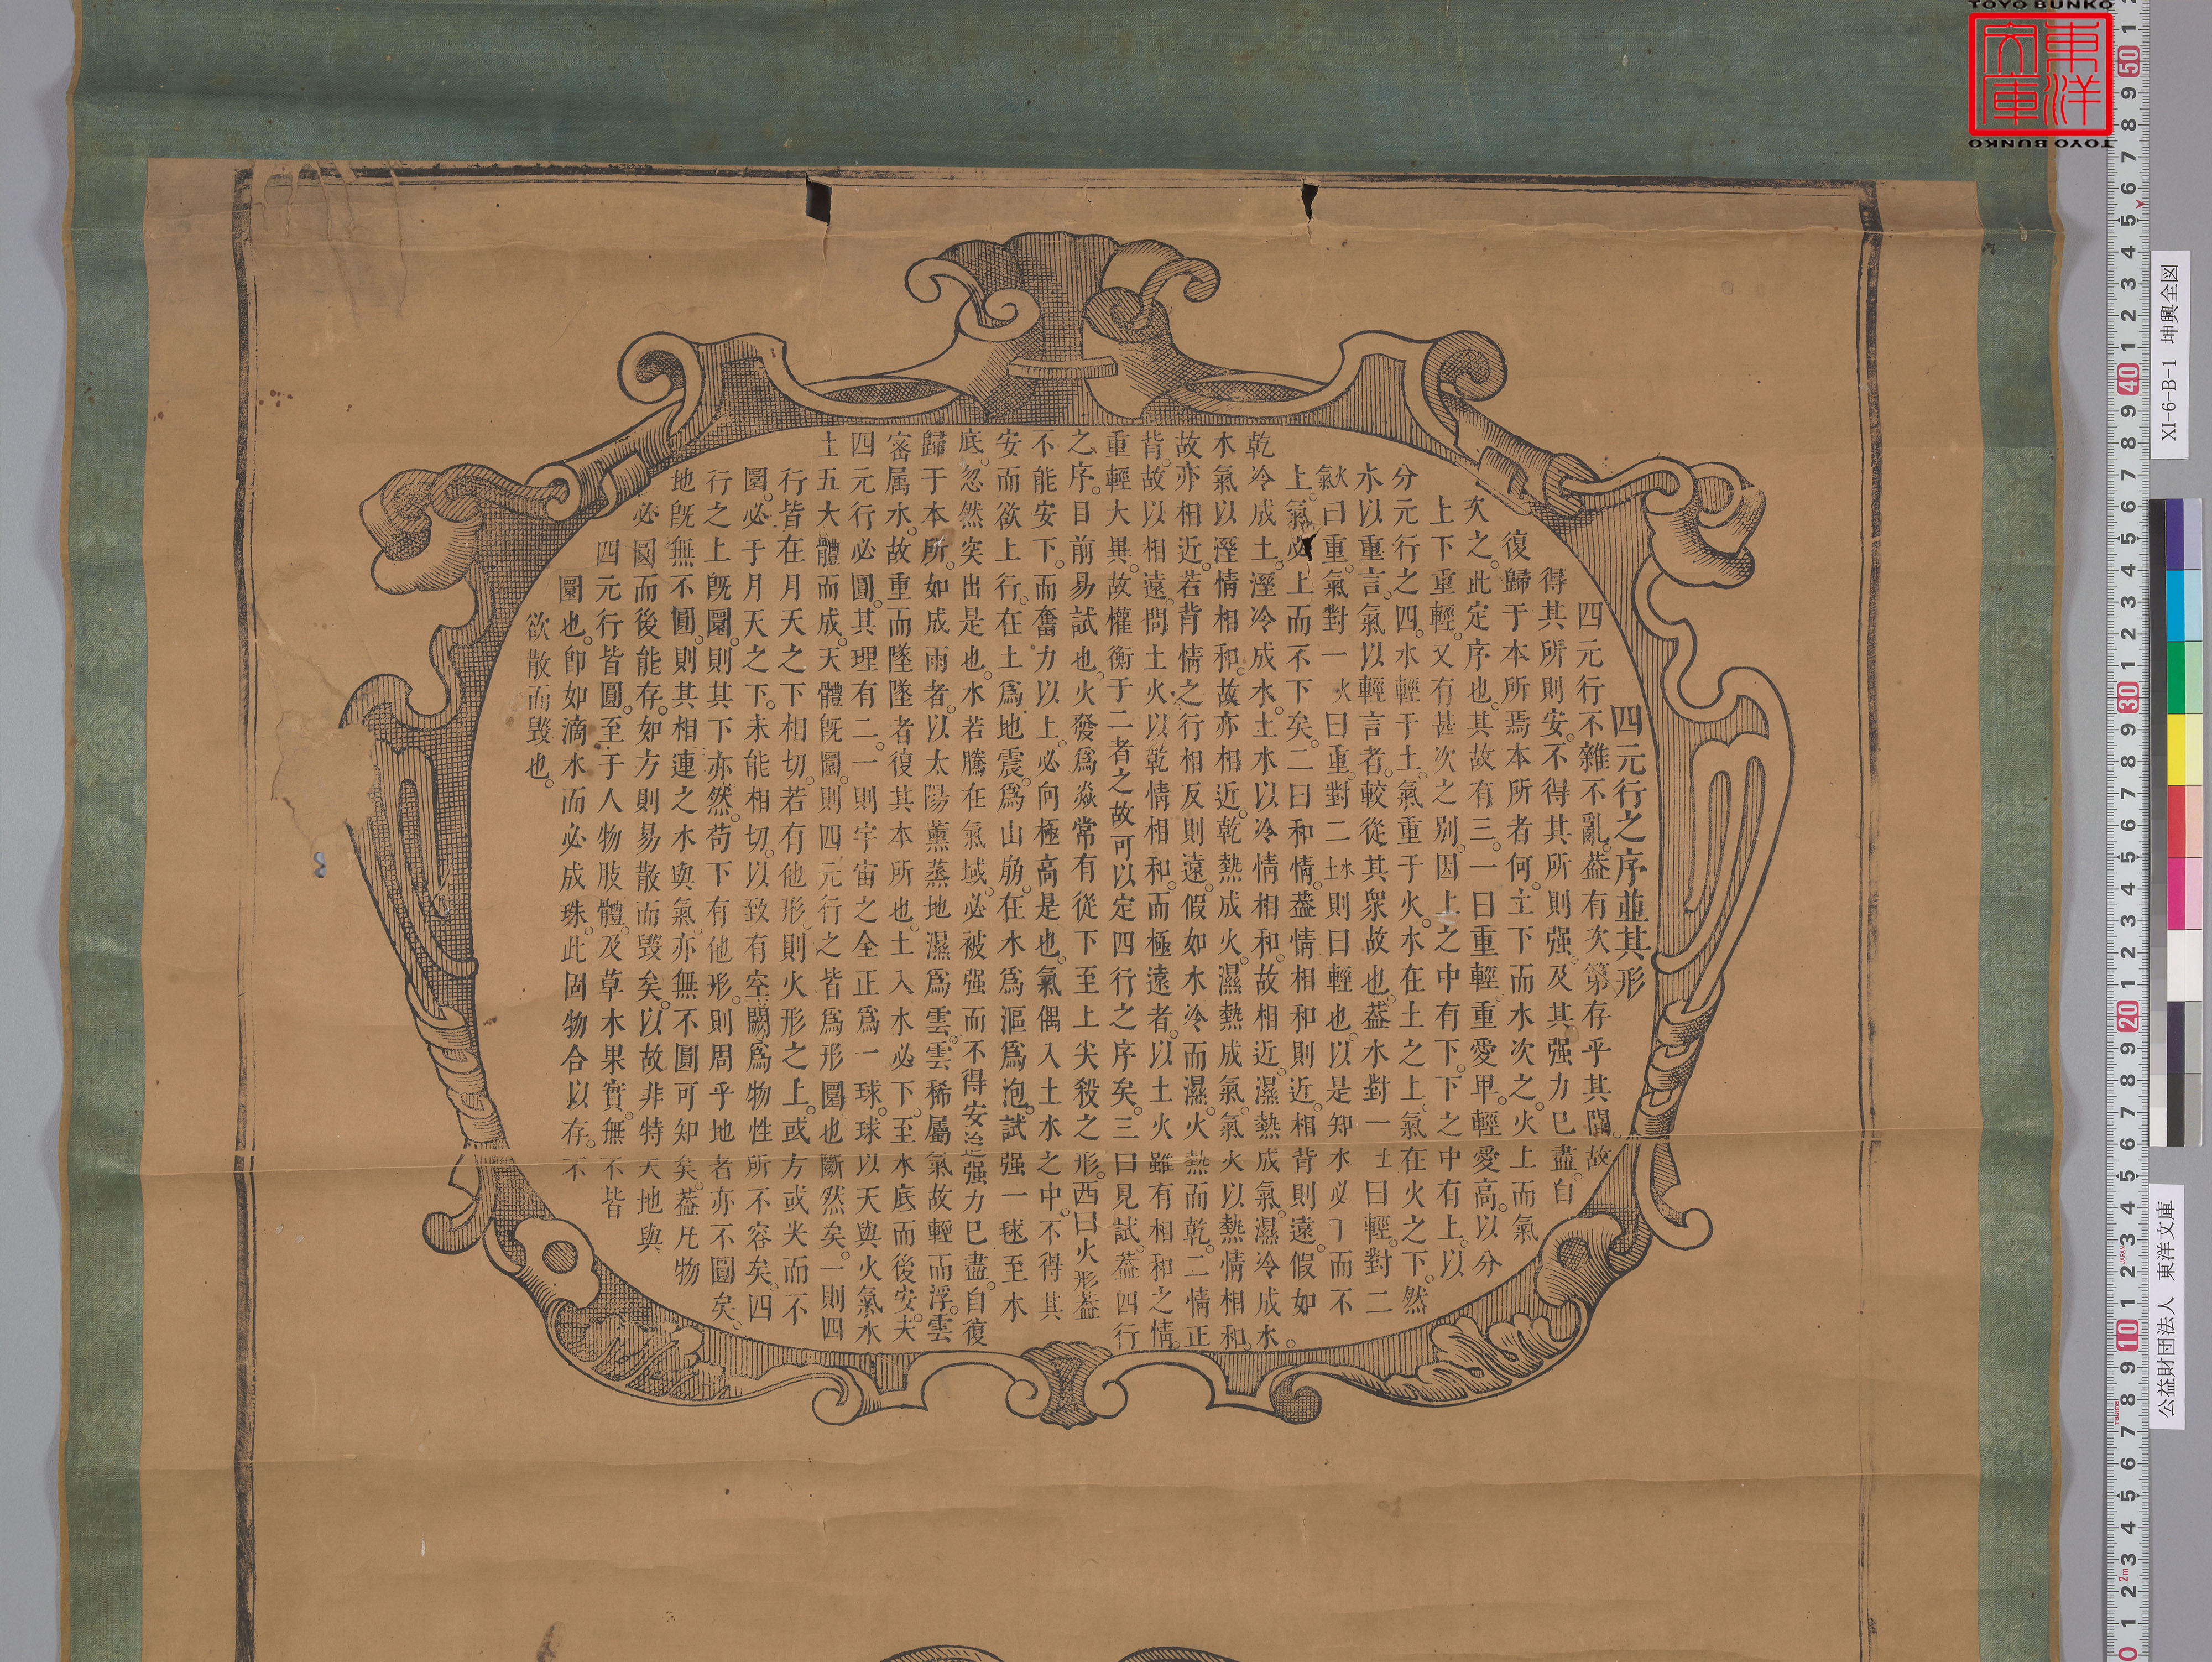 四元行之序並其形
四元行不雜不亂。葢有次第存乎其間。故
得其所則安。不得其所則强。及其强力已盡。自
復歸于本所焉。本所者何。土下而水次之。火上而氣
次之。此定序也。其故有三。一曰重輕。重愛卑。輕愛高。以分
上下重輕。又有甚次之别。因上之中有下。下之中有上。以
分元行之四。水輕于土。氣重于火。水在土之上。氣在火之下。然
水以重言。氣以輕言者。較從其衆故也。葢水對一土曰輕。對二
氣火曰重。氣對一火曰重。對二土水則曰輕也。以是知水必下而不
上。氣必上而不下矣。二曰和情。葢情相和則近。相背則遠。假如
乾冷成土。溼冷成水。土水以冷情相和。故相近。濕熱成氣。濕冷成水。
水氣以溼情相和。故亦相近。乾熱成火。濕熱成氣。氣火以熱情相和。
故亦相近。若背情之行相反則遠。假如水冷而濕。火熱而乾。二情正
背。故以相遠。問土火以乾情相和。而極遠者。以土火雖有相和之情。
重輕大異。故權衡于二者之故可以定四行之序矣。三曰見試。葢四行
之序。目前易試也。火發爲焱常有從下至上尖殺之形。西曰火形葢
不能安下。而奮力以上。必向極高是也。氣偶入土水之中。不得其
安而欲上行。在土爲地震。爲山崩。在水爲漚爲泡。試强一毬至水
底。忽然突出是也。水若騰在氣域。必被强而不得安迨强力已盡。自復
歸于本所。如成雨者。以太陽薰蒸地濕爲雲。雲稀屬氣故輕而浮。雲
密属水。故重而墜墜者復其本所也。土入水必下。至水底而後安。夫
四元行必圓。其理有二。一則宇宙之全正爲一球。球以天與火氣水
土五大體而成。天體旣圜。則四元行之皆爲形圜也斷然矣。一則四
行皆在月天之下相切。若有他形。則火形之上。或方或尖而不
圜。必于月天之下。未能相切。以致有空闕。爲物性所不容矣。四
行之上旣圜。則其下亦然。苟下有他形。則周乎地者亦不圓矣。
地旣無不圓。則其相連之水與氣。亦無不圓可知矣。葢凡物
必圜而後能存。如方則易散而毀矣。以故非特天地與
四元行皆圓。至于人物肢體。及草木果實。無不皆
圜也。卽如滴水而必成珠。此固物合以存。不
欲散而毀也。
TOYO BUNKO
東洋文庫
TOYO BUNKO
XI-6-B-1 坤輿全図
公益財団法人 東洋文庫